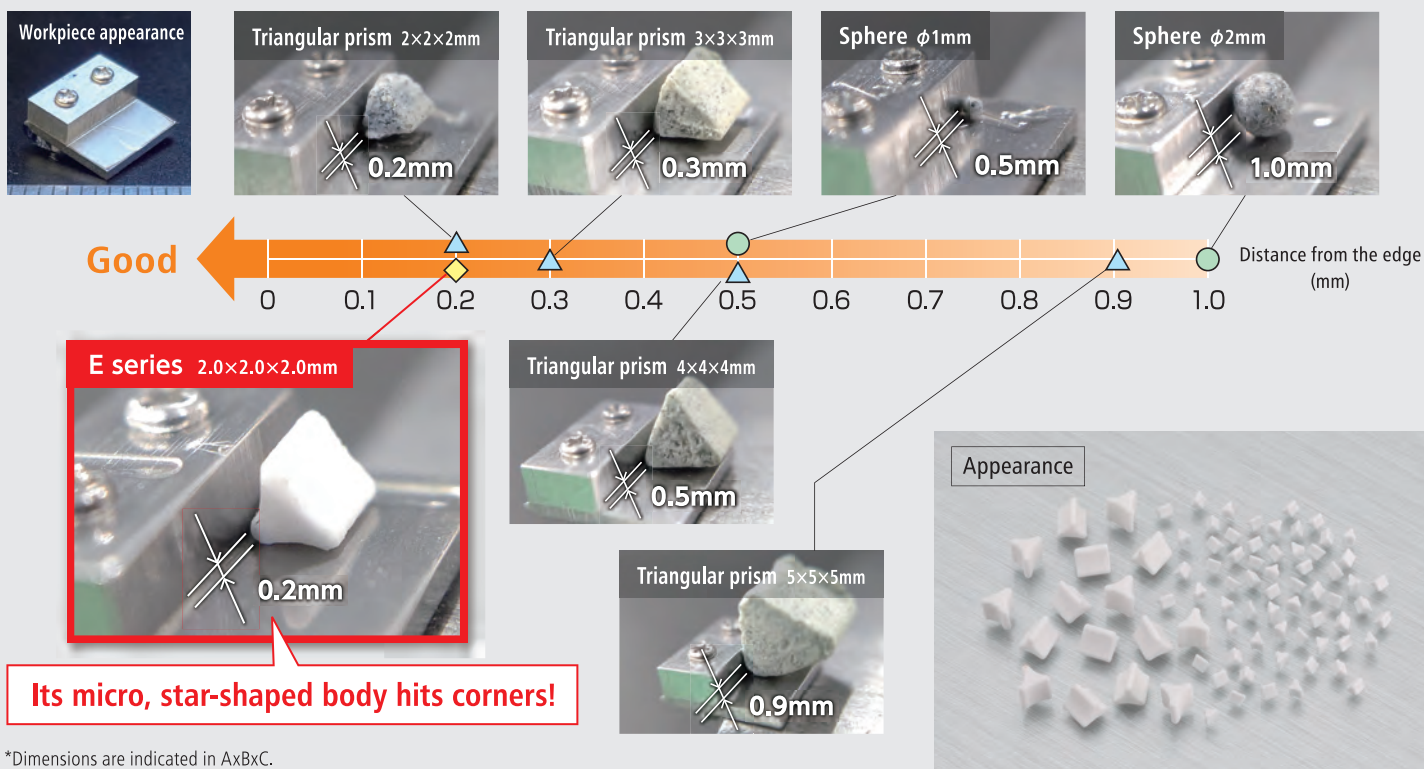 Workpiece appearance
Triangular prism 2×2×2mm
0.2mm
Triangular prism 3×3×3mm
0.3mm
Sphere ϕ1mm
0.5mm
Sphere ϕ2mm
1.0mm
Good
Distance from the edge
(mm)
0 0.1 0.2 0.3 0.4 0.5 0.6 0.7 0.8 0.9 1.0
E series 2.0×2.0×2.0mm
0.2mm
Triangular prism 4×4×4mm
0.5mm
Triangular prism 5×5×5mm
0.9mm
Appearance
Its micro, star-shaped body hits corners!
*Dimensions are indicated in AxBxC.